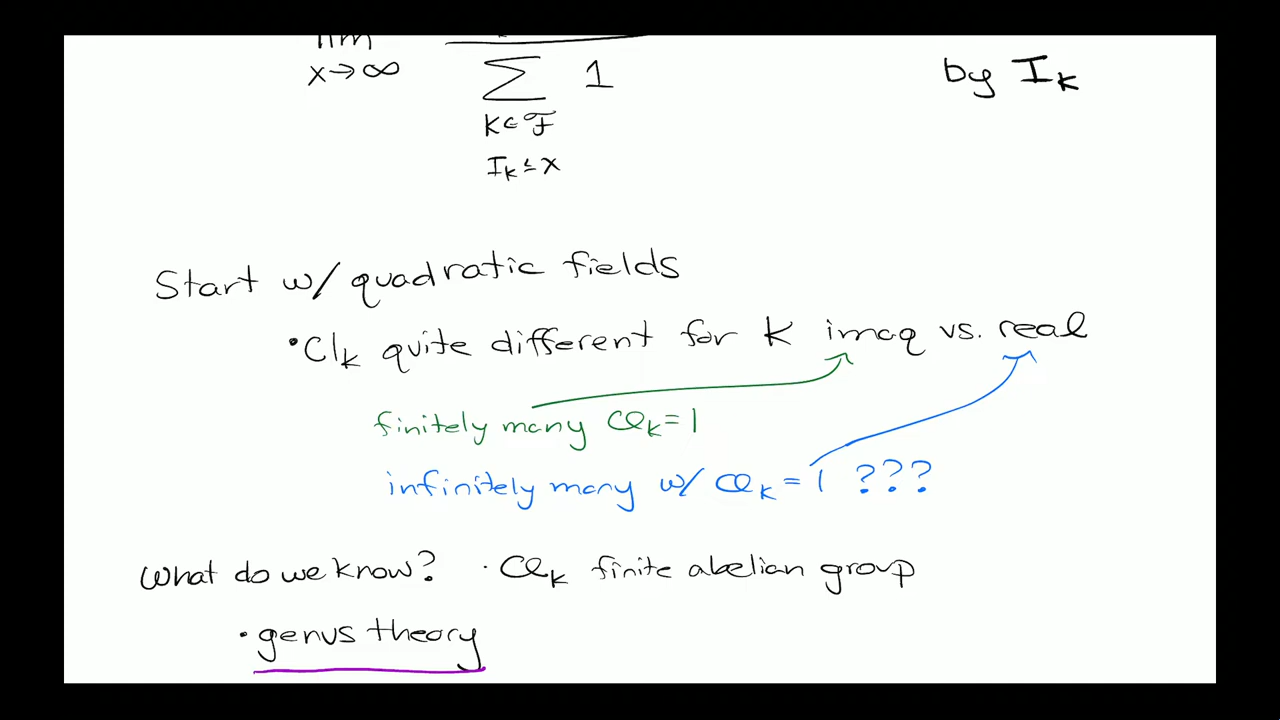 lim
x→∞
∑ 1
K∈ℱ
I_K≤X
by I_K
Start w/ quadratic fields
•Cl_K quite different for K imag vs. real
finitely many Cl_K=1
infinitely many w/ Cl_K=1 ???
What do we know? · Cl_K finite abelian group
• genus theory